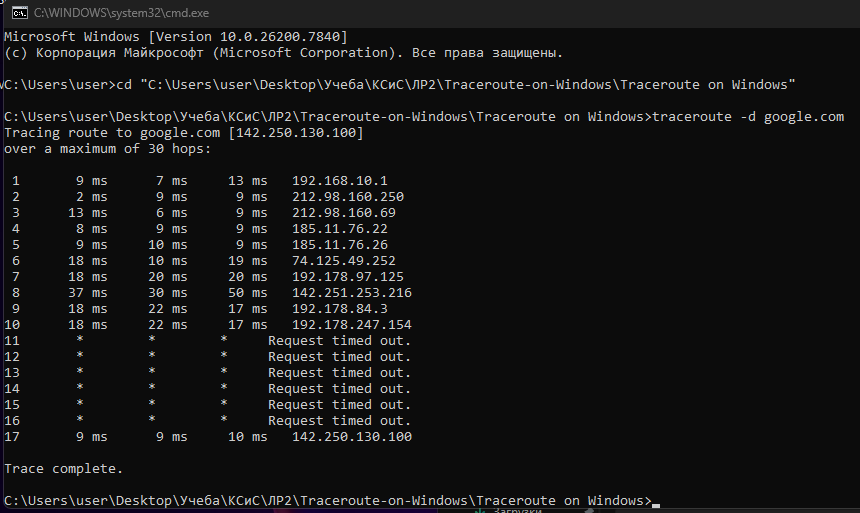 C:\WINDOWS\system32\cmd.exe
Microsoft Windows [Version 10.0.26200.7840]
(c) Корпорация Майкрософт (Microsoft Corporation). Все права защищены.
C:\Users\user>cd "C:\Users\user\Desktop\Учеба\КСиС\ЛР2\Traceroute-on-Windows\Traceroute on Windows"
C:\Users\user\Desktop\Учеба\КСиС\ЛР2\Traceroute-on-Windows\Traceroute on Windows>traceroute -d google.com
Tracing route to google.com [142.250.130.100]
over a maximum of 30 hops:
1 9 ms 7 ms 13 ms 192.168.10.1
2 2 ms 9 ms 9 ms 212.98.160.250
3 13 ms 6 ms 9 ms 212.98.160.69
4 8 ms 9 ms 9 ms 185.11.76.22
5 9 ms 10 ms 9 ms 185.11.76.26
6 18 ms 10 ms 19 ms 74.125.49.252
7 18 ms 20 ms 20 ms 192.178.97.125
8 37 ms 30 ms 50 ms 142.251.253.216
9 18 ms 22 ms 17 ms 192.178.84.3
10 18 ms 22 ms 17 ms 192.178.247.154
11 * * * Request timed out.
12 * * * Request timed out.
13 * * * Request timed out.
14 * * * Request timed out.
15 * * * Request timed out.
16 * * * Request timed out.
17 9 ms 9 ms 10 ms 142.250.130.100
Trace complete.
C:\Users\user\Desktop\Учеба\КСиС\ЛР2\Traceroute-on-Windows\Traceroute on Windows>
Загрузки